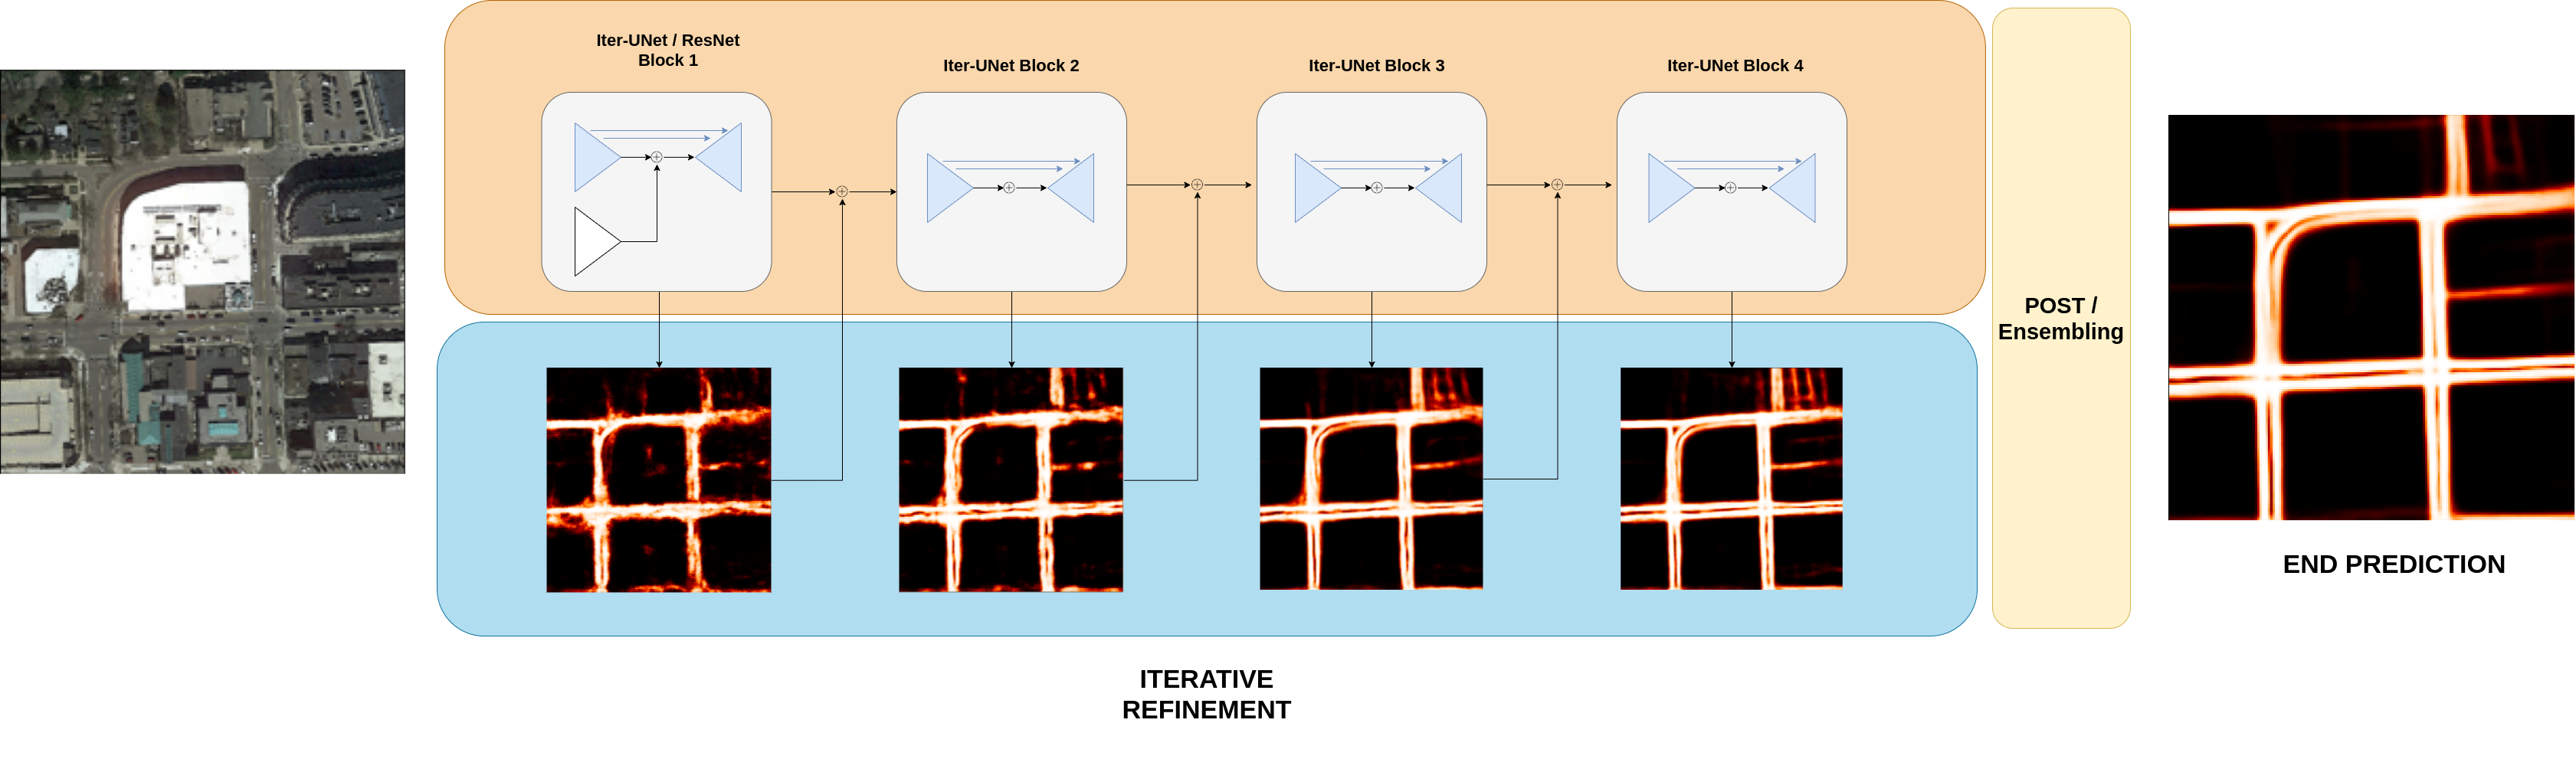 Iter-UNet / ResNet
Block 1
Iter-UNet Block 2
Iter-UNet Block 3
Iter-UNet Block 4
POST /
Ensembling
END PREDICTION
ITERATIVE
REFINEMENT